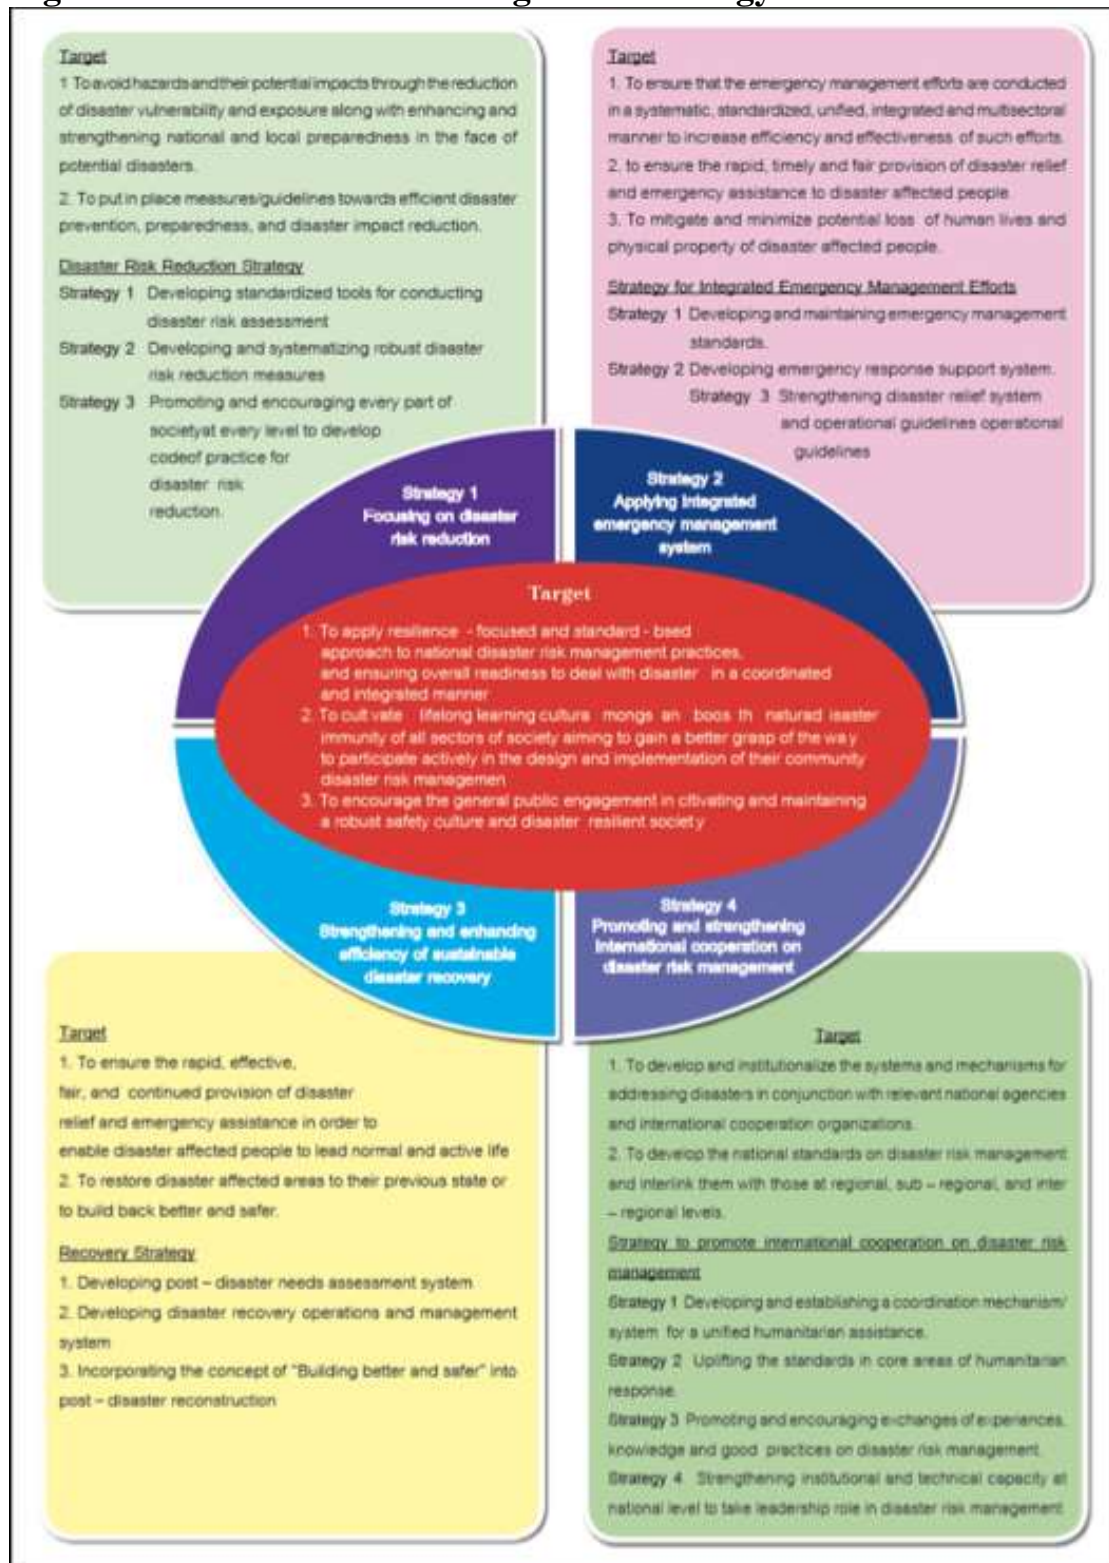 Target
1 To avoid hazards and their potential impacts through the reduction
of disaster vulnerability and exposure along with enhancing and
strengthening national and local preparedness in the face of
potential disasters.
2. To put in place measures/guidelines towards efficient disaster
prevention, preparedness, and disaster impact reduction.
Disaster Risk Reduction Strategy
Strategy 1 Developing standardized tools for conducting
disaster risk assessment
Strategy 2 Developing and systematizing robust disaster
risk reduction measures
Strategy 3 Promoting and encouraging every part of
societyat every level to develop
codeof practice for
disaster risk
reduction.
Target
1. To ensure that the emergency management efforts are conducted
in a systematic, standardized, unified, integrated and multisectoral
manner to increase efficiency and effectiveness of such efforts.
2. to ensure the rapid, timely and fair provision of disaster relief
and emergency assistance to disaster affected people.
3. To mitigate and minimize potential loss of human lives and
physical property of disaster affected people.
Strategy for Integrated Emergency Management Efforts
Strategy 1 Developing and maintaining emergency management
standards.
Strategy 2 Developing emergency response support system.
Strategy 3 Strengthening disaster relief system
and operational guidelines operational
guidelines
Strategy 1
Focusing on disaster
risk reduction
Strategy 2
Applying Integrated
emergency management
system
Target
1. To apply resilience - focused and standard - bsed
approach to national disaster risk management practices,
and ensuring overall readiness to deal with disaster in a coordinated
and integrated manner
2. To cult vate lifelong learning culture mongs an boos th natured isaster
immunity of all sectors of society aiming to gain a better grasp of the way
to participate actively in the design and implementation of their community
disaster risk managemen
3. To encourage the general public engagement in citivating and maintaining
a robust safety culture and disaster resilient society
Strategy 3
Strengthening and enhancing
efficiency of sustainable
disaster recovery
Strategy 4
Promoting and strengthening
International cooperation on
disaster risk management
Target
1. To ensure the rapid, effective,
fair, and continued provision of disaster
relief and emergency assistance in order to
enable disaster affected people to lead normal and active life
2. To restore disaster affected areas to their previous state or
to build back better and safer.
Recovery Strategy
1. Developing post – disaster needs assessment system
2. Developing disaster recovery operations and management
system
3. Incorporating the concept of "Building better and safer" into
post – disaster reconstruction
Target
1. To develop and institutionalize the systems and mechanisms for
addressing disasters in conjunction with relevant national agencies
and international cooperation organizations.
2. To develop the national standards on disaster risk management
and interlink them with those at regional, sub – regional, and inter
– regional levels.
Strategy to promote international cooperation on disaster risk
management
Strategy 1 Developing and establishing a coordination mechanism/
system for a unified humanitarian assistance.
Strategy 2 Uplifting the standards in core areas of humanitarian
response.
Strategy 3 Promoting and encouraging exchanges of experiences,
knowledge and good practices on disaster risk management.
Strategy 4 Strengthening institutional and technical capacity at
national level to take leadership role in disaster risk management